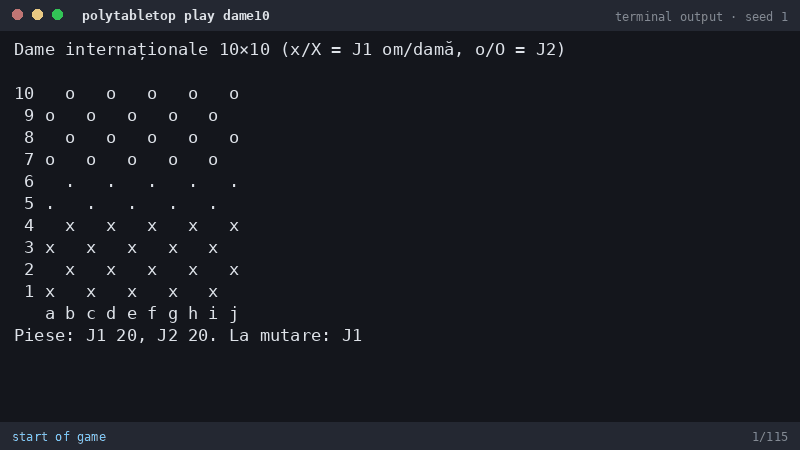 polytabletop play dame10
terminal output · seed 1
Dame internaționale 10×10 (x/X = J1 om/damă, o/O = J2)
10   o   o   o   o   o
 9 o   o   o   o   o
 8   o   o   o   o   o
 7 o   o   o   o   o
 6   .   .   .   .   .
 5 .   .   .   .   .
 4   x   x   x   x   x
 3 x   x   x   x   x
 2   x   x   x   x   x
 1 x   x   x   x   x
   a b c d e f g h i j
Piese: J1 20, J2 20. La mutare: J1
start of game
1/115